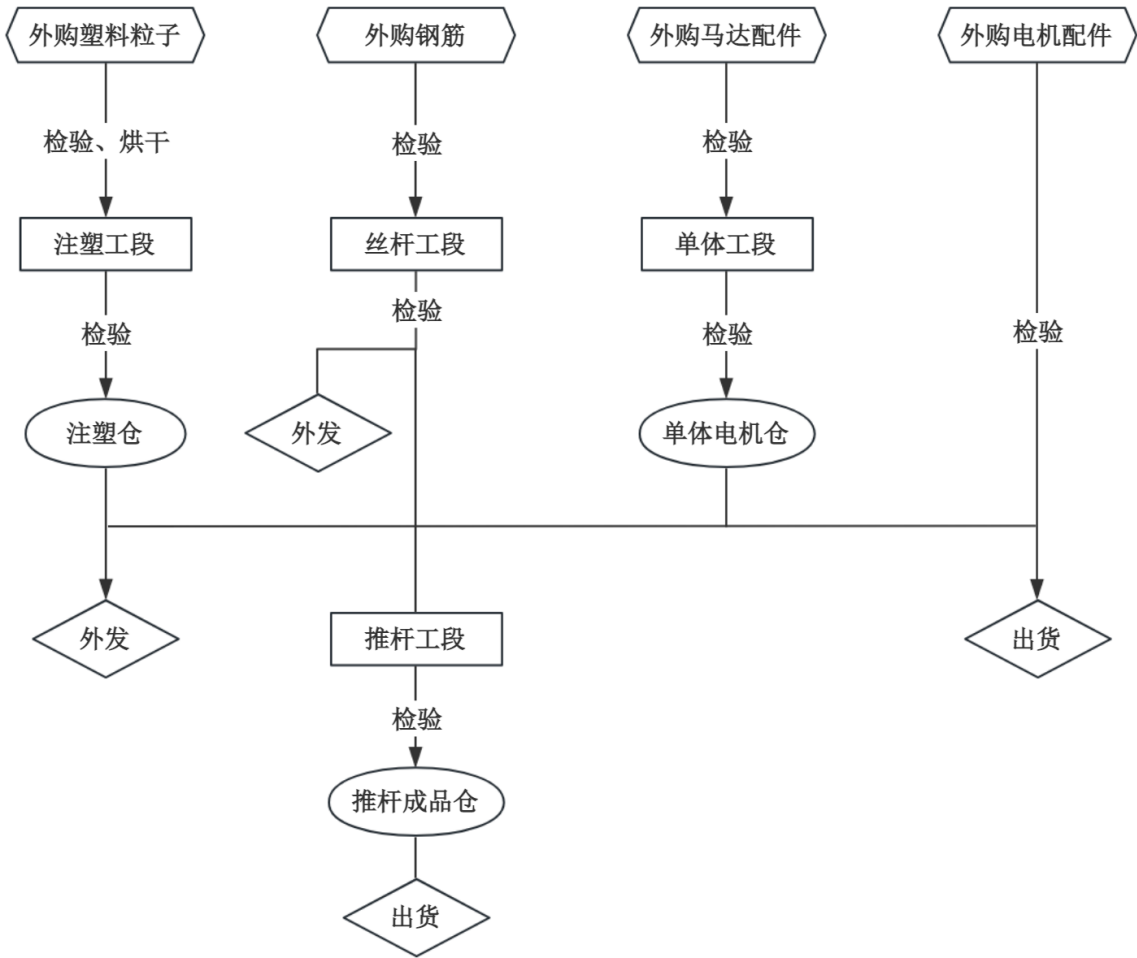 外购塑料粒子
外购钢筋
外购马达配件
外购电机配件
检验、烘干
检验
检验
注塑工段
丝杆工段
单体工段
检验
检验
检验
检验
注塑仓
外发
单体电机仓
外发
推杆工段
出货
检验
推杆成品仓
出货